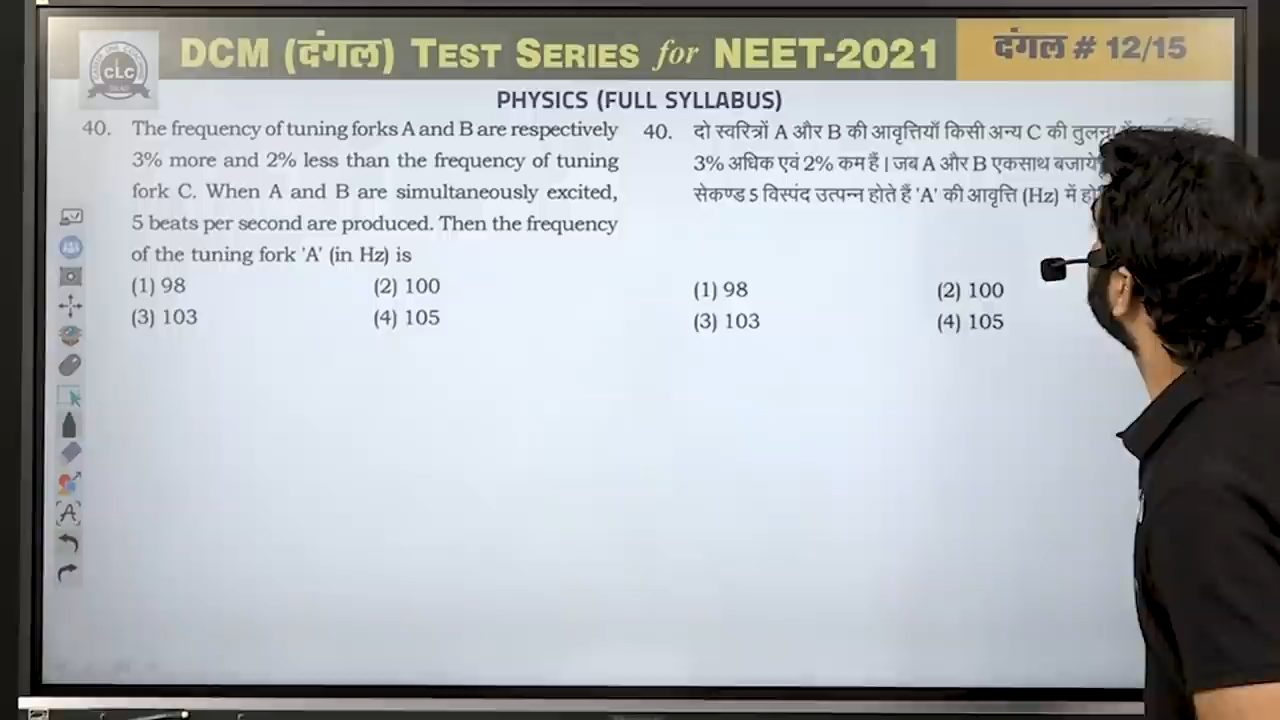 CLC
DCM (दंगल) TEST SERIES for NEET-2021
दंगल # 12/15
PHYSICS (FULL SYLLABUS)
40. The frequency of tuning forks A and B are respectively
3% more and 2% less than the frequency of tuning
fork C. When A and B are simultaneously excited,
5 beats per second are produced. Then the frequency
of the tuning fork 'A' (in Hz) is
(1) 98 (2) 100
(3) 103 (4) 105
40. दो स्वरित्रों A और B की आवृत्तियाँ किसी अन्य C की
3% अधिक एवं 2% कम हैं। जब A और B एकसाथ
सेकण्ड 5 विस्पंद उत्पन्न होते हैं 'A' की आवृत्ति (Hz) में
(1) 98 (2) 100
(3) 103 (4) 105